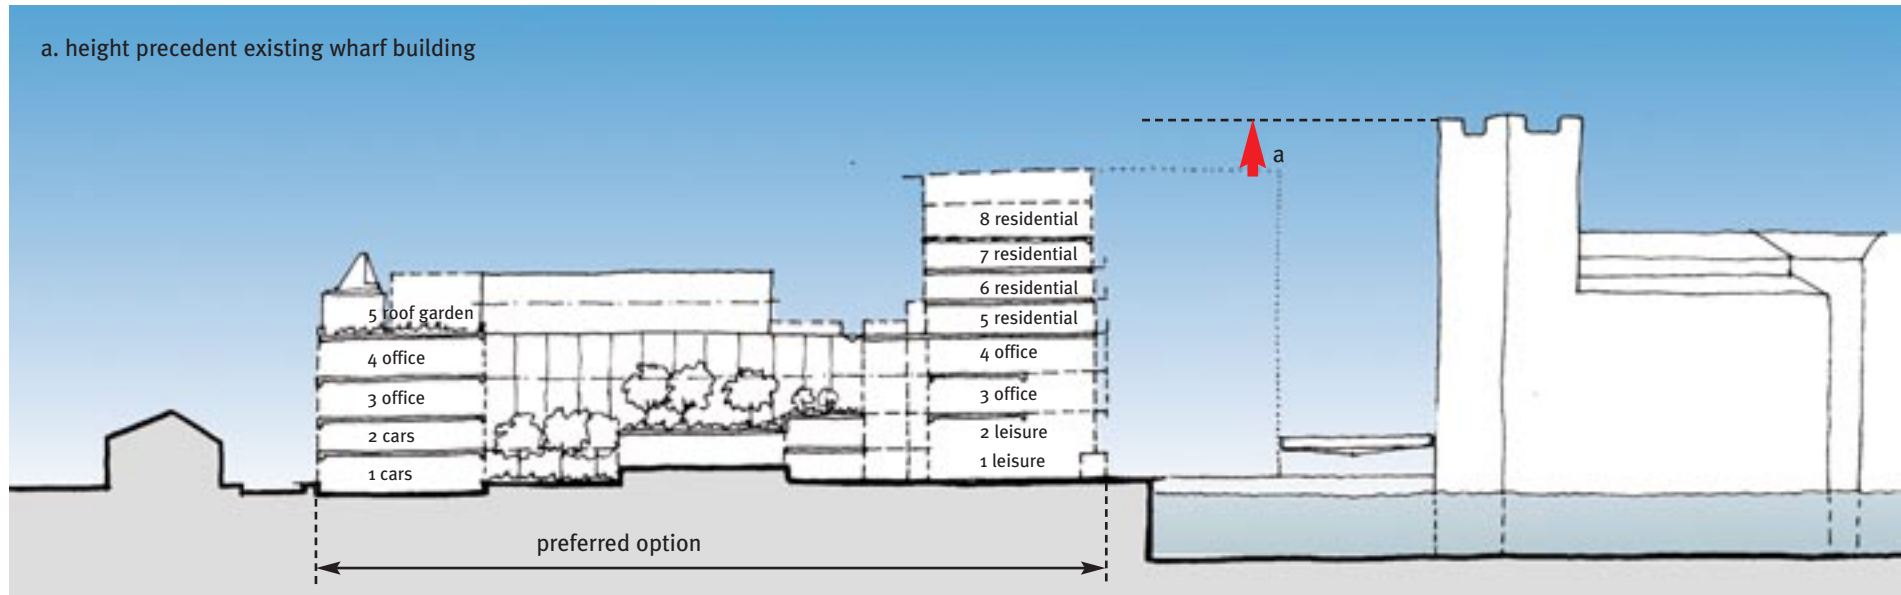 a. height precedent existing wharf building
a
8 residential
7 residential
6 residential
5 residential
5 roof garden
4 office
4 office
3 office
3 office
2 cars
2 leisure
1 cars
1 leisure
preferred option